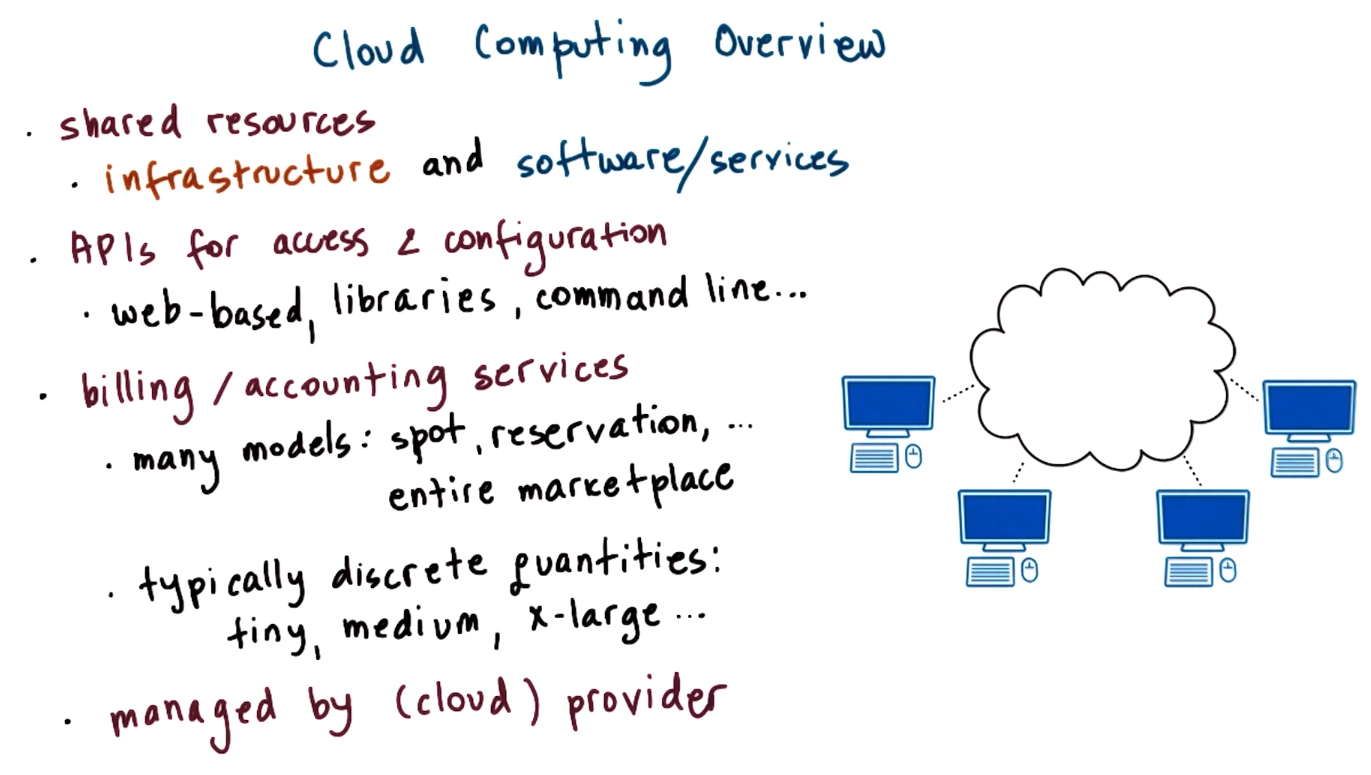 Cloud Computing Overview
· shared resources
· infrastructure and software/services
· APIs for access & configuration
· web-based, libraries, command line...
· billing / accounting services
· many models: spot, reservation, ...
entire marketplace
· typically discrete quantities:
tiny, medium, x-large ...
· managed by (cloud) provider